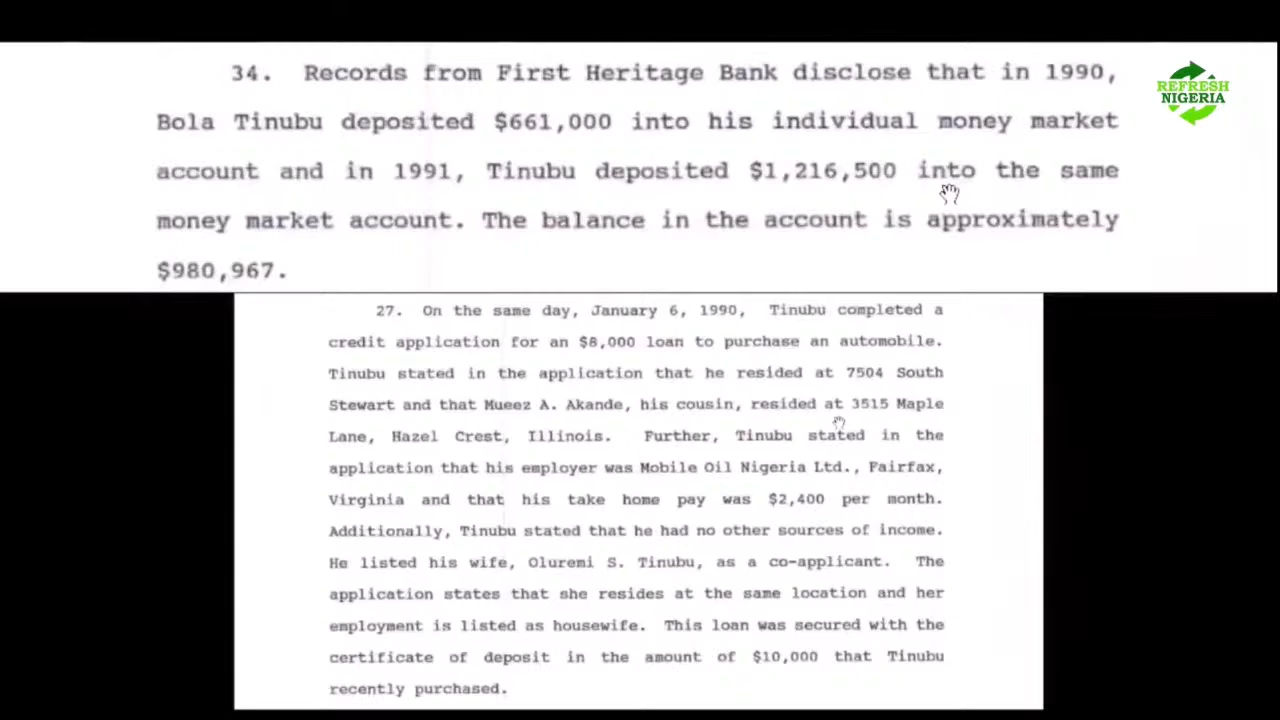 34. Records from First Heritage Bank disclose that in 1990,
Bola Tinubu deposited $661,000 into his individual money market
account and in 1991, Tinubu deposited $1,216,500 into the same
money market account. The balance in the account is approximately
$980,967.
REFRESH
NIGERIA
27. On the same day, January 6, 1990, Tinubu completed a
credit application for an $8,000 loan to purchase an automobile.
Tinubu stated in the application that he resided at 7504 South
Stewart and that Mueez A. Akande, his cousin, resided at 3515 Maple
Lane, Hazel Crest, Illinois. Further, Tinubu stated in the
application that his employer was Mobile Oil Nigeria Ltd., Fairfax,
Virginia and that his take home pay was $2,400 per month.
Additionally, Tinubu stated that he had no other sources of income.
He listed his wife, Oluremi S. Tinubu, as a co-applicant. The
application states that she resides at the same location and her
employment is listed as housewife. This loan was secured with the
certificate of deposit in the amount of $10,000 that Tinubu
recently purchased.